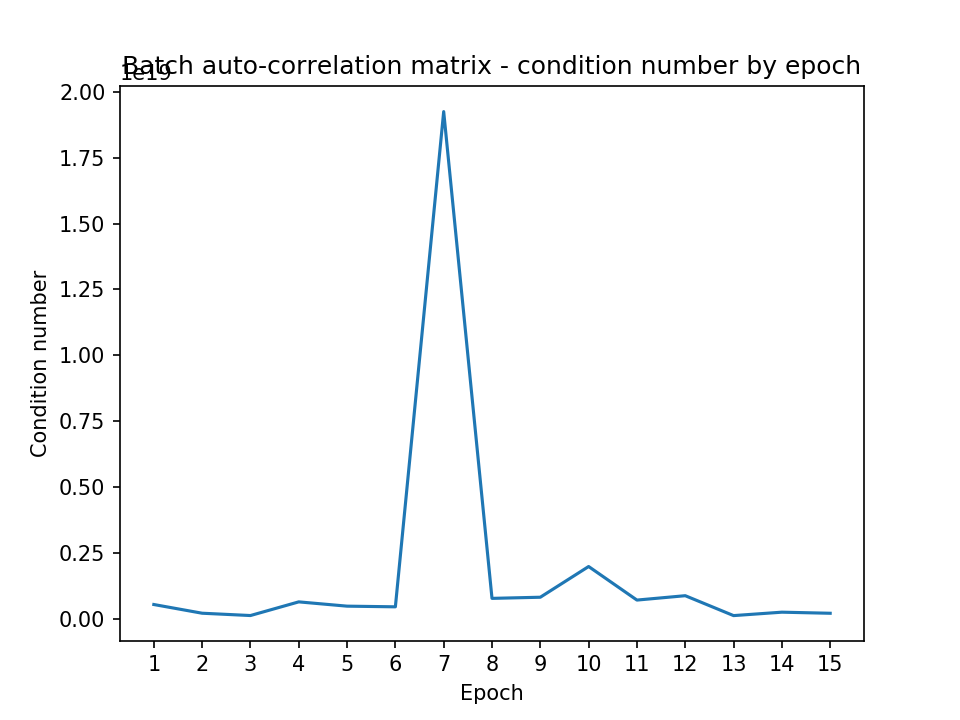 Batch auto-correlation matrix - condition number by epoch
1e19
2.00
1.75
1.50
1.25
1.00
0.75
0.50
0.25
0.00
Condition number
1 2 3 4 5 6 7 8 9 10 11 12 13 14 15
Epoch